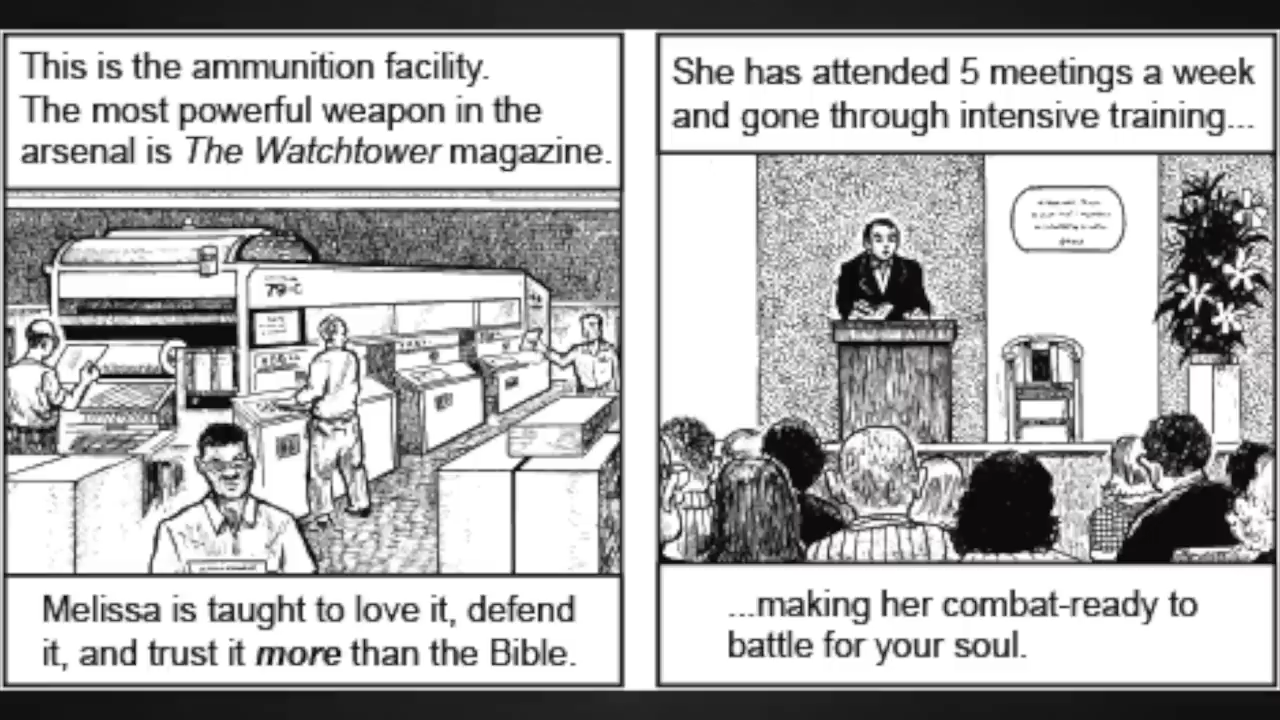 This is the ammunition facility.
The most powerful weapon in the
arsenal is The Watchtower magazine.
79-C
Melissa is taught to love it, defend
it, and trust it more than the Bible.
She has attended 5 meetings a week
and gone through intensive training...
...making her combat-ready to
battle for your soul.